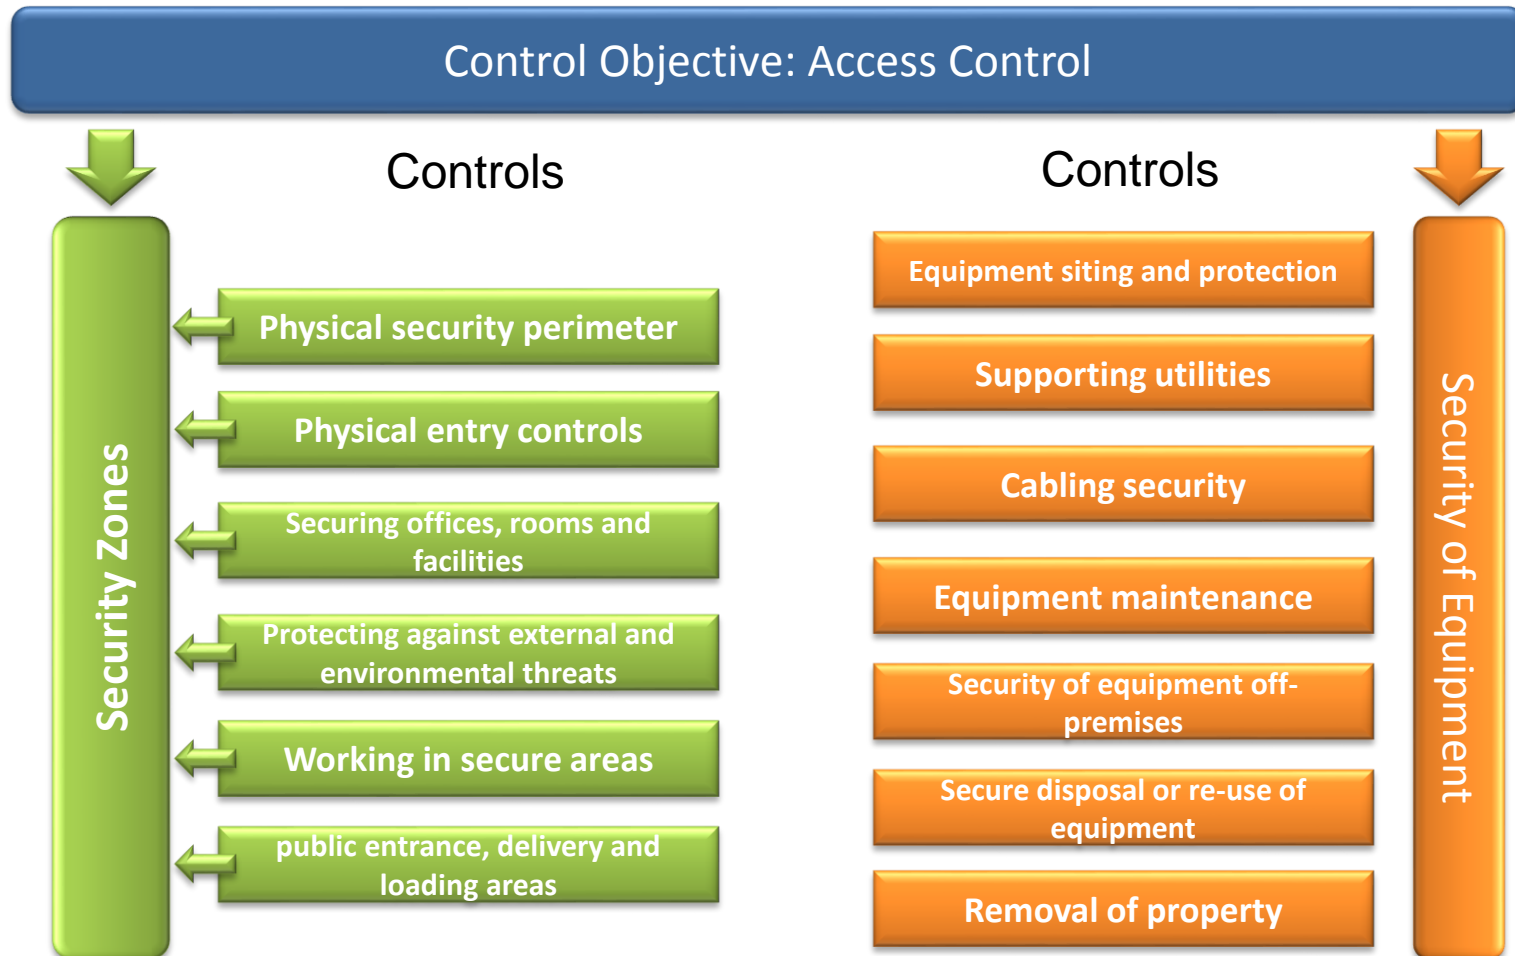 Control Objective: Access Control
Controls
Security Zones
Physical security perimeter
Physical entry controls
Securing offices, rooms and
facilities
Protecting against external and
environmental threats
Working in secure areas
public entrance, delivery and
loading areas
Controls
Equipment siting and protection
Supporting utilities
Cabling security
Equipment maintenance
Security of equipment off-
premises
Secure disposal or re-use of
equipment
Removal of property
Security of Equipment